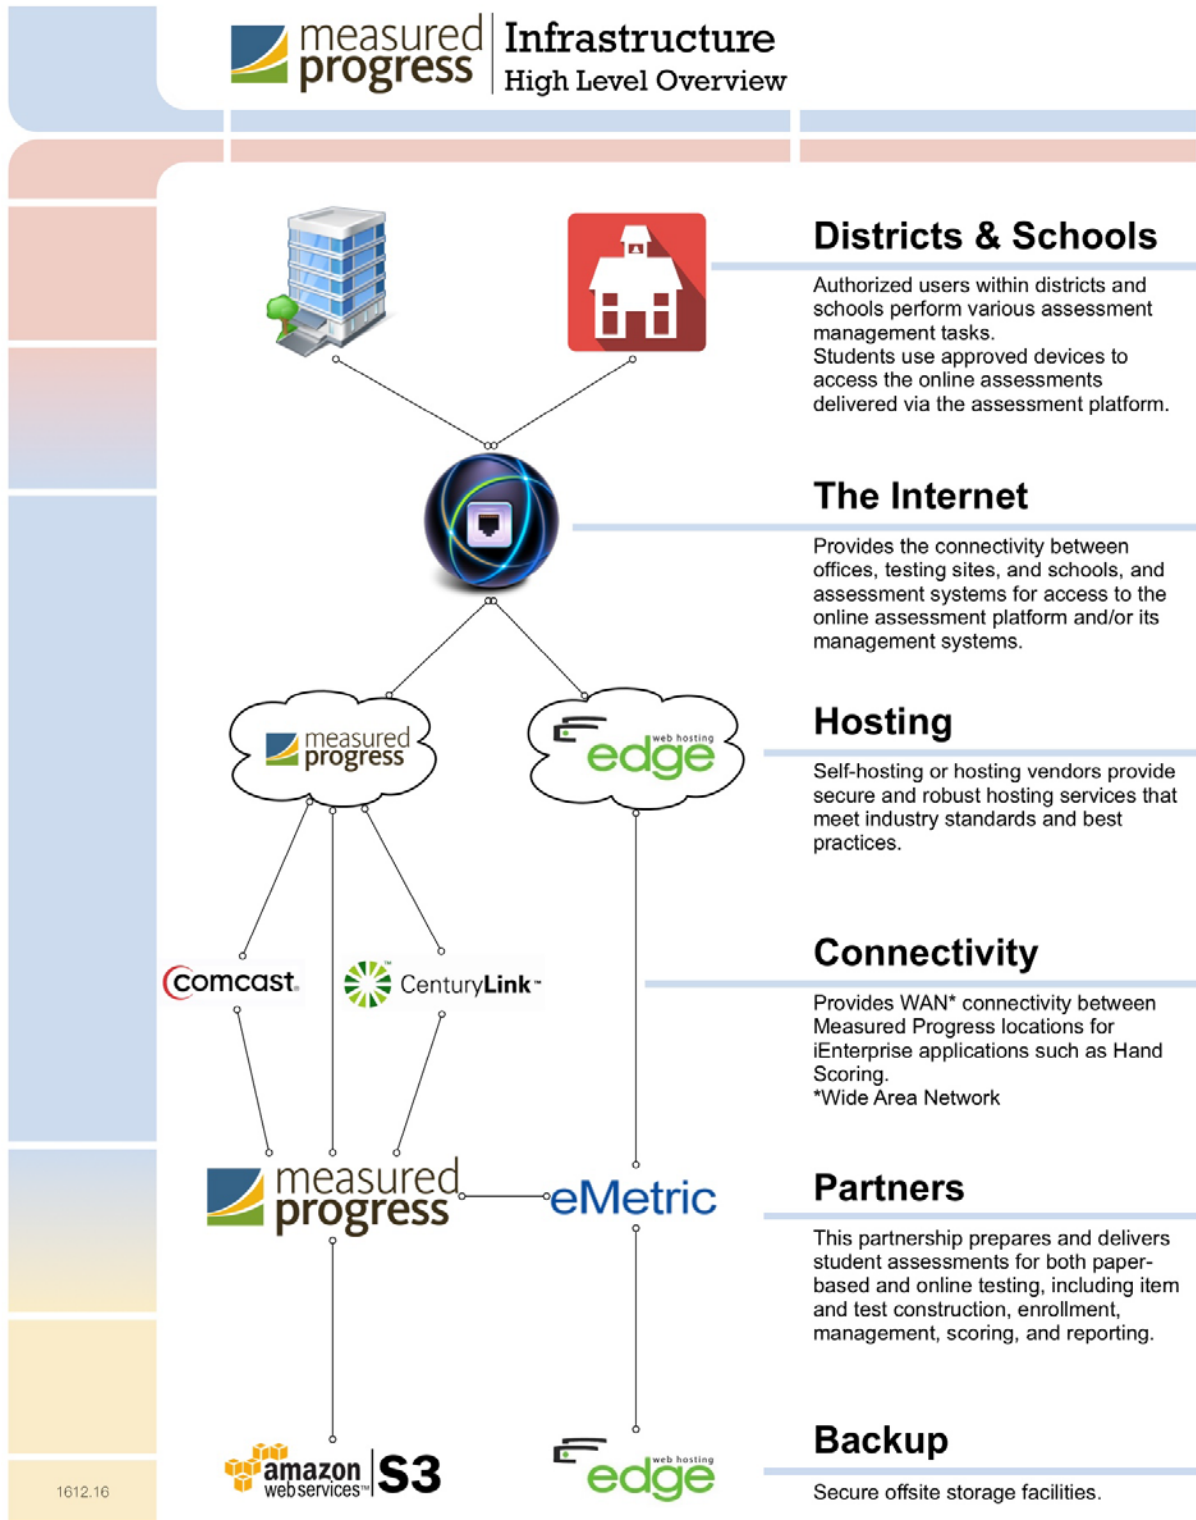 measured
progress
Infrastructure
High Level Overview
Districts & Schools
Authorized users within districts and
schools perform various assessment
management tasks.
Students use approved devices to
access the online assessments
delivered via the assessment platform.
The Internet
Provides the connectivity between
offices, testing sites, and schools, and
assessment systems for access to the
online assessment platform and/or its
management systems.
measured
progress
web hosting
edge
Hosting
Self-hosting or hosting vendors provide
secure and robust hosting services that
meet industry standards and best
practices.
comcast®
CenturyLink™
Connectivity
Provides WAN* connectivity between
Measured Progress locations for
iEnterprise applications such as Hand
Scoring.
*Wide Area Network
measured
progress
eMetric
Partners
This partnership prepares and delivers
student assessments for both paper-
based and online testing, including item
and test construction, enrollment,
management, scoring, and reporting.
amazon
webservices™
S3
web hosting
edge
Backup
Secure offsite storage facilities.
1612.16